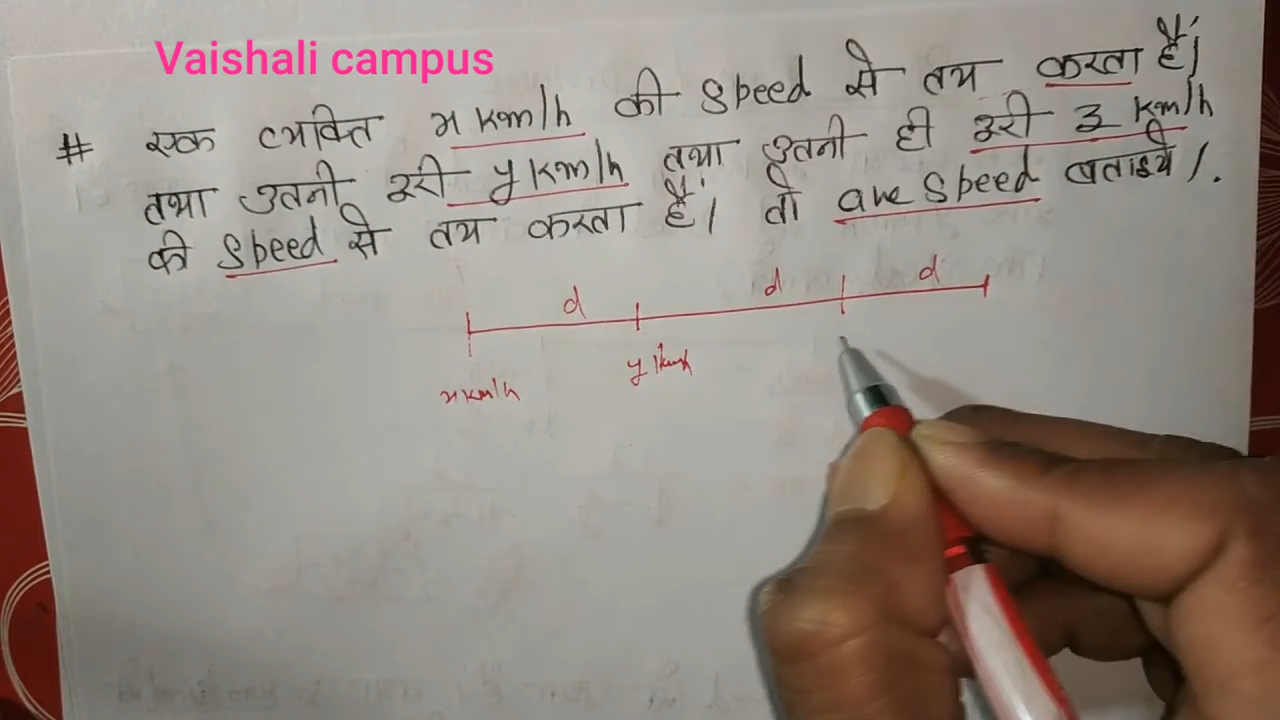 Vaishali campus
# एक व्यक्ति x km/h की speed से तय करता हैं।
तथा उतनी दूरी y km/h तथा उतनी ही दूरी z km/h
की speed से तय करता हैं। तो ave speed बताइये।.
d d d
x km/h y km/h